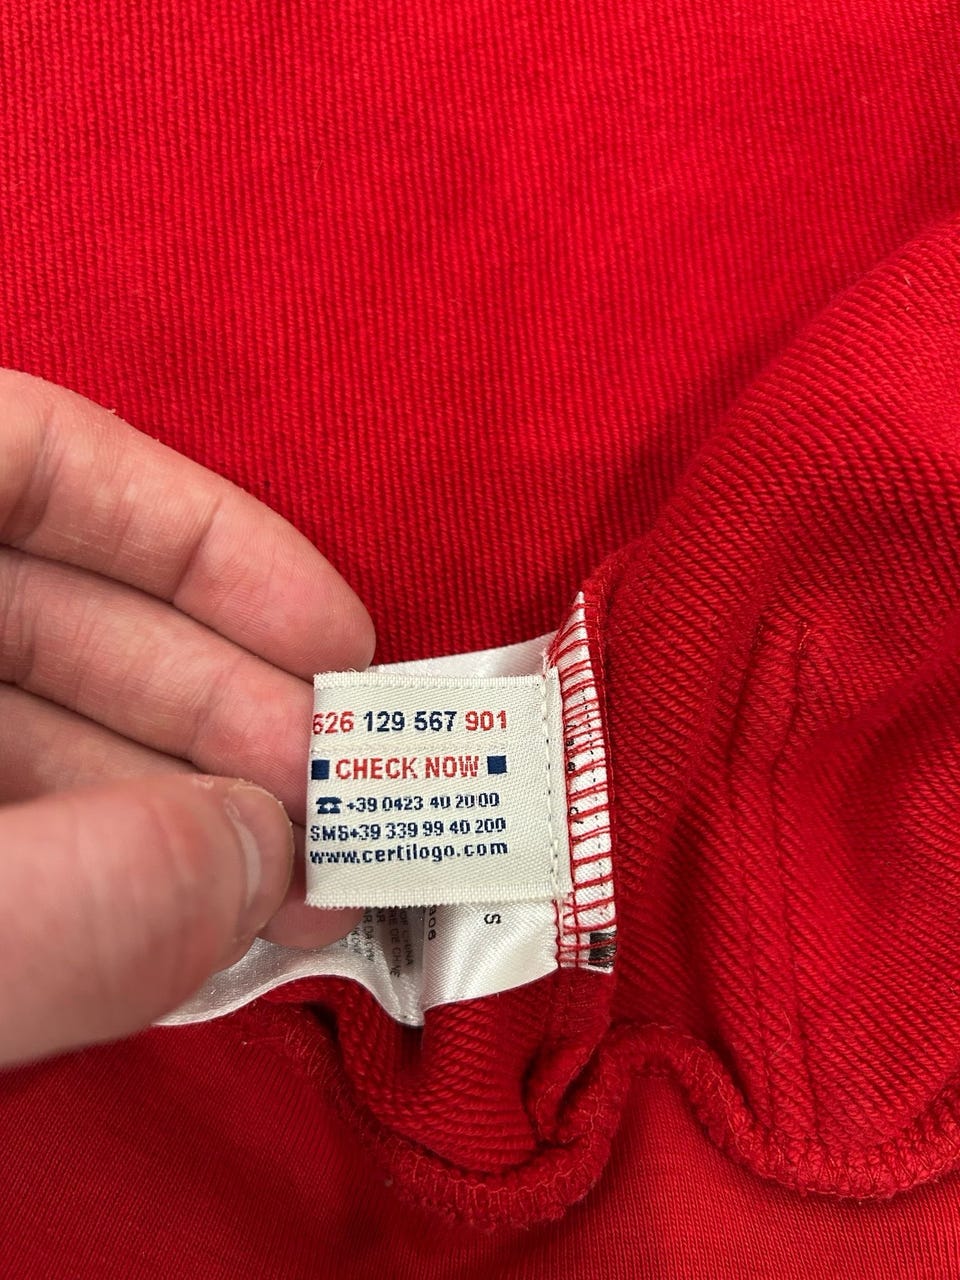 626 129 567 901
■ CHECK NOW ■
☎ +39 0423 40 20 00
SMS+39 339 99 40 200
www.certilogo.com
S